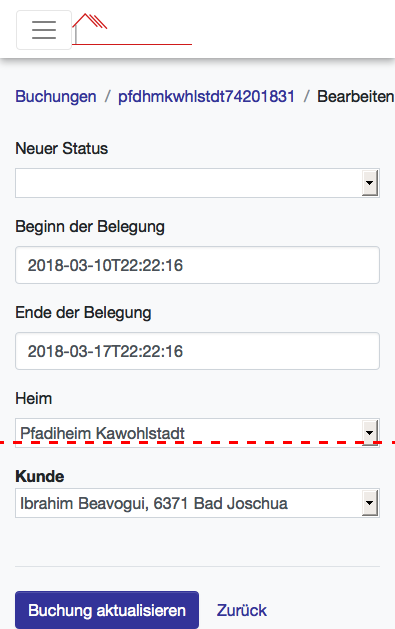 Buchungen / pfdhmkwhlstdt74201831 / Bearbeiten
Neuer Status
Beginn der Belegung
2018-03-10T22:22:16
Ende der Belegung
2018-03-17T22:22:16
Heim
Pfadiheim Kawohlstadt
Kunde
Ibrahim Beavogui, 6371 Bad Joschua
Buchung aktualisieren Zurück